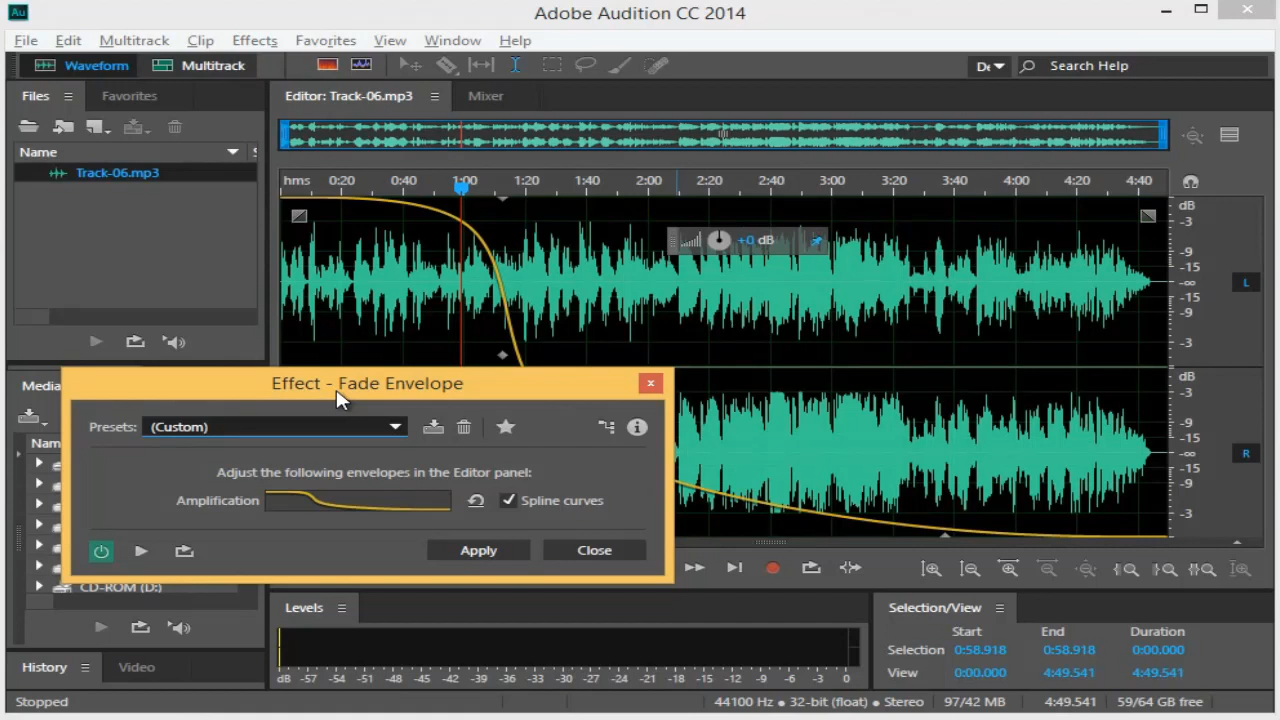 Au
Adobe Audition CC 2014
File Edit Multitrack Clip Effects Favorites View Window Help
Waveform Multitrack
Search Help
Files Favorites
Editor: Track-06.mp3 Mixer
Name
Track-06.mp3
hms 0:20 0:40 1:00 1:20 1:40 2:00 2:20 2:40 3:00 3:20 3:40 4:00 4:20 4:40
dB
-3
-9
-15
-∞
-15
-9
-3
L
+0 dB
dB
-3
-9
-15
-∞
-15
-9
-3
R
Media
Effect - Fade Envelope
Presets: (Custom)
Adjust the following envelopes in the Editor panel:
Amplification Spline curves
Apply Close
CD-ROM (D:)
Levels
dB -57 -54 -51 -48 -45 -42 -39 -36 -33 -30 -27 -24 -21 -18 -15 -12 -9 -6 -3 0
Selection/View
Start End Duration
Selection 0:58.918 0:58.918 0:00.000
View 0:00.000 4:49.541 4:49.541
History Video
Stopped
44100 Hz ● 32-bit (float) ● Stereo 97/42 MB 4:49.541 59/64 GB free